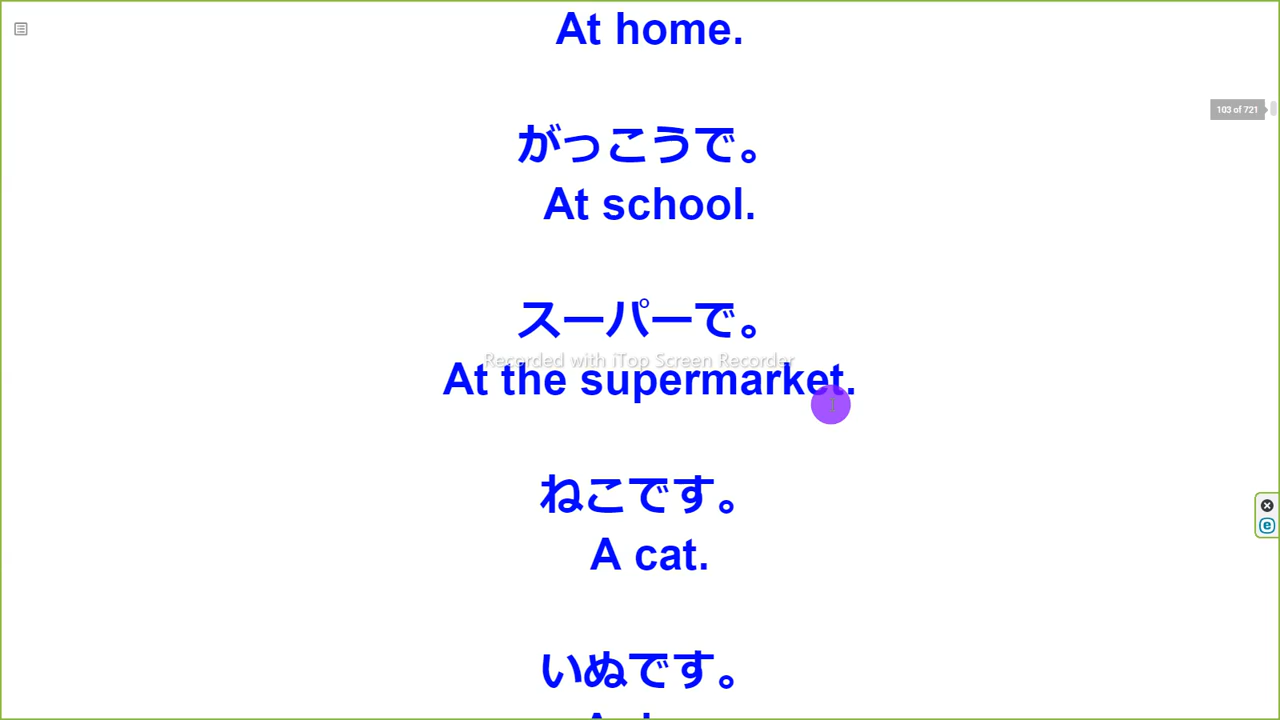 At home.
103 of 721
がっこうで。
At school.
スーパーで。
Recorded with iTop Screen Recorder
At the supermarket.
ねこです。
A cat.
いぬです。